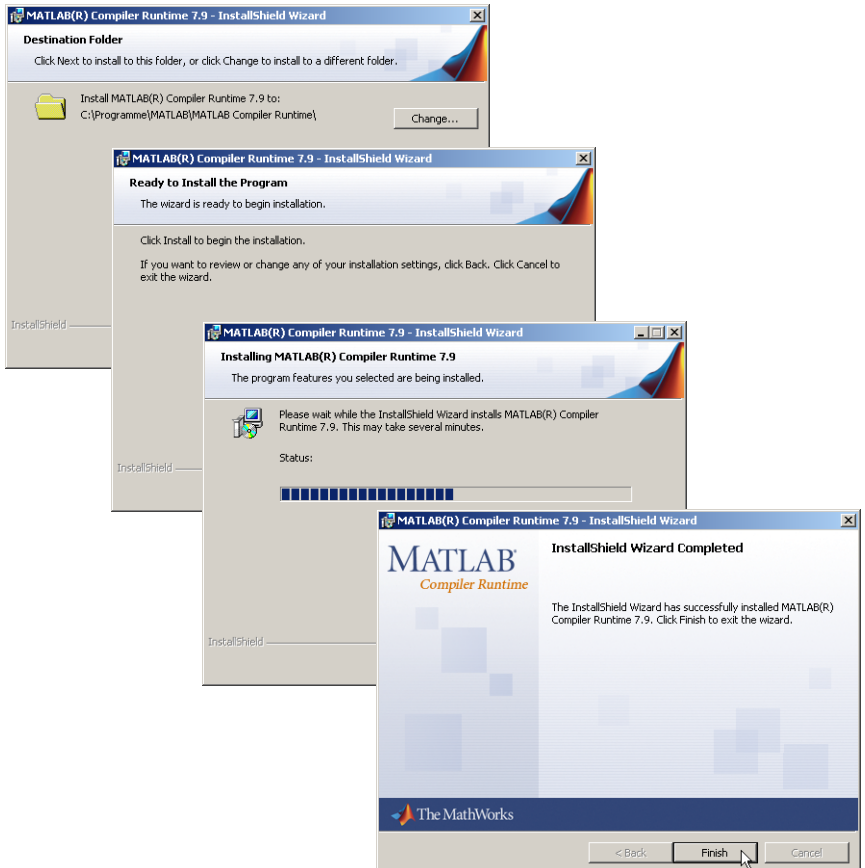 MATLAB(R) Compiler Runtime 7.9 - InstallShield Wizard
Destination Folder
Click Next to install to this folder, or click Change to install to a different folder.
Install MATLAB(R) Compiler Runtime 7.9 to:
C:\Programme\MATLAB\MATLAB Compiler Runtime\
Change...
InstallShield
MATLAB(R) Compiler Runtime 7.9 - InstallShield Wizard
Ready to Install the Program
The wizard is ready to begin installation.
Click Install to begin the installation.
If you want to review or change any of your installation settings, click Back. Click Cancel to
exit the wizard.
InstallShield
MATLAB(R) Compiler Runtime 7.9 - InstallShield Wizard
Installing MATLAB(R) Compiler Runtime 7.9
The program features you selected are being installed.
Please wait while the InstallShield Wizard installs MATLAB(R) Compiler
Runtime 7.9. This may take several minutes.
Status:
InstallShield
MATLAB(R) Compiler Runtime 7.9 - InstallShield Wizard
MATLAB®
Compiler Runtime
InstallShield Wizard Completed
The InstallShield Wizard has successfully installed MATLAB(R)
Compiler Runtime 7.9. Click Finish to exit the wizard.
The MathWorks
< Back
Finish
Cancel